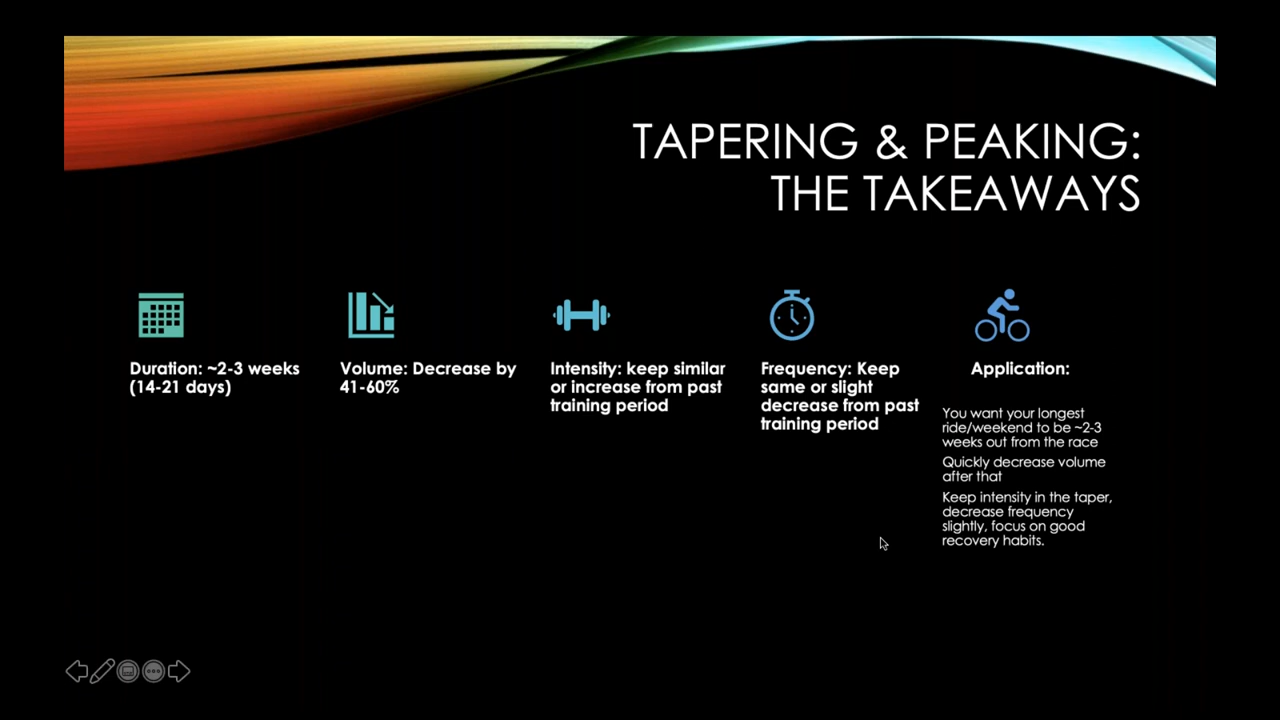 TAPERING & PEAKING:
THE TAKEAWAYS
Duration: ~2-3 weeks
(14-21 days)
Volume: Decrease by
41-60%
Intensity: keep similar
or increase from past
training period
Frequency: Keep
same or slight
decrease from past
training period
Application:
You want your longest
ride/weekend to be ~2-3
weeks out from the race
Quickly decrease volume
after that
Keep intensity in the taper,
decrease frequency
slightly, focus on good
recovery habits.